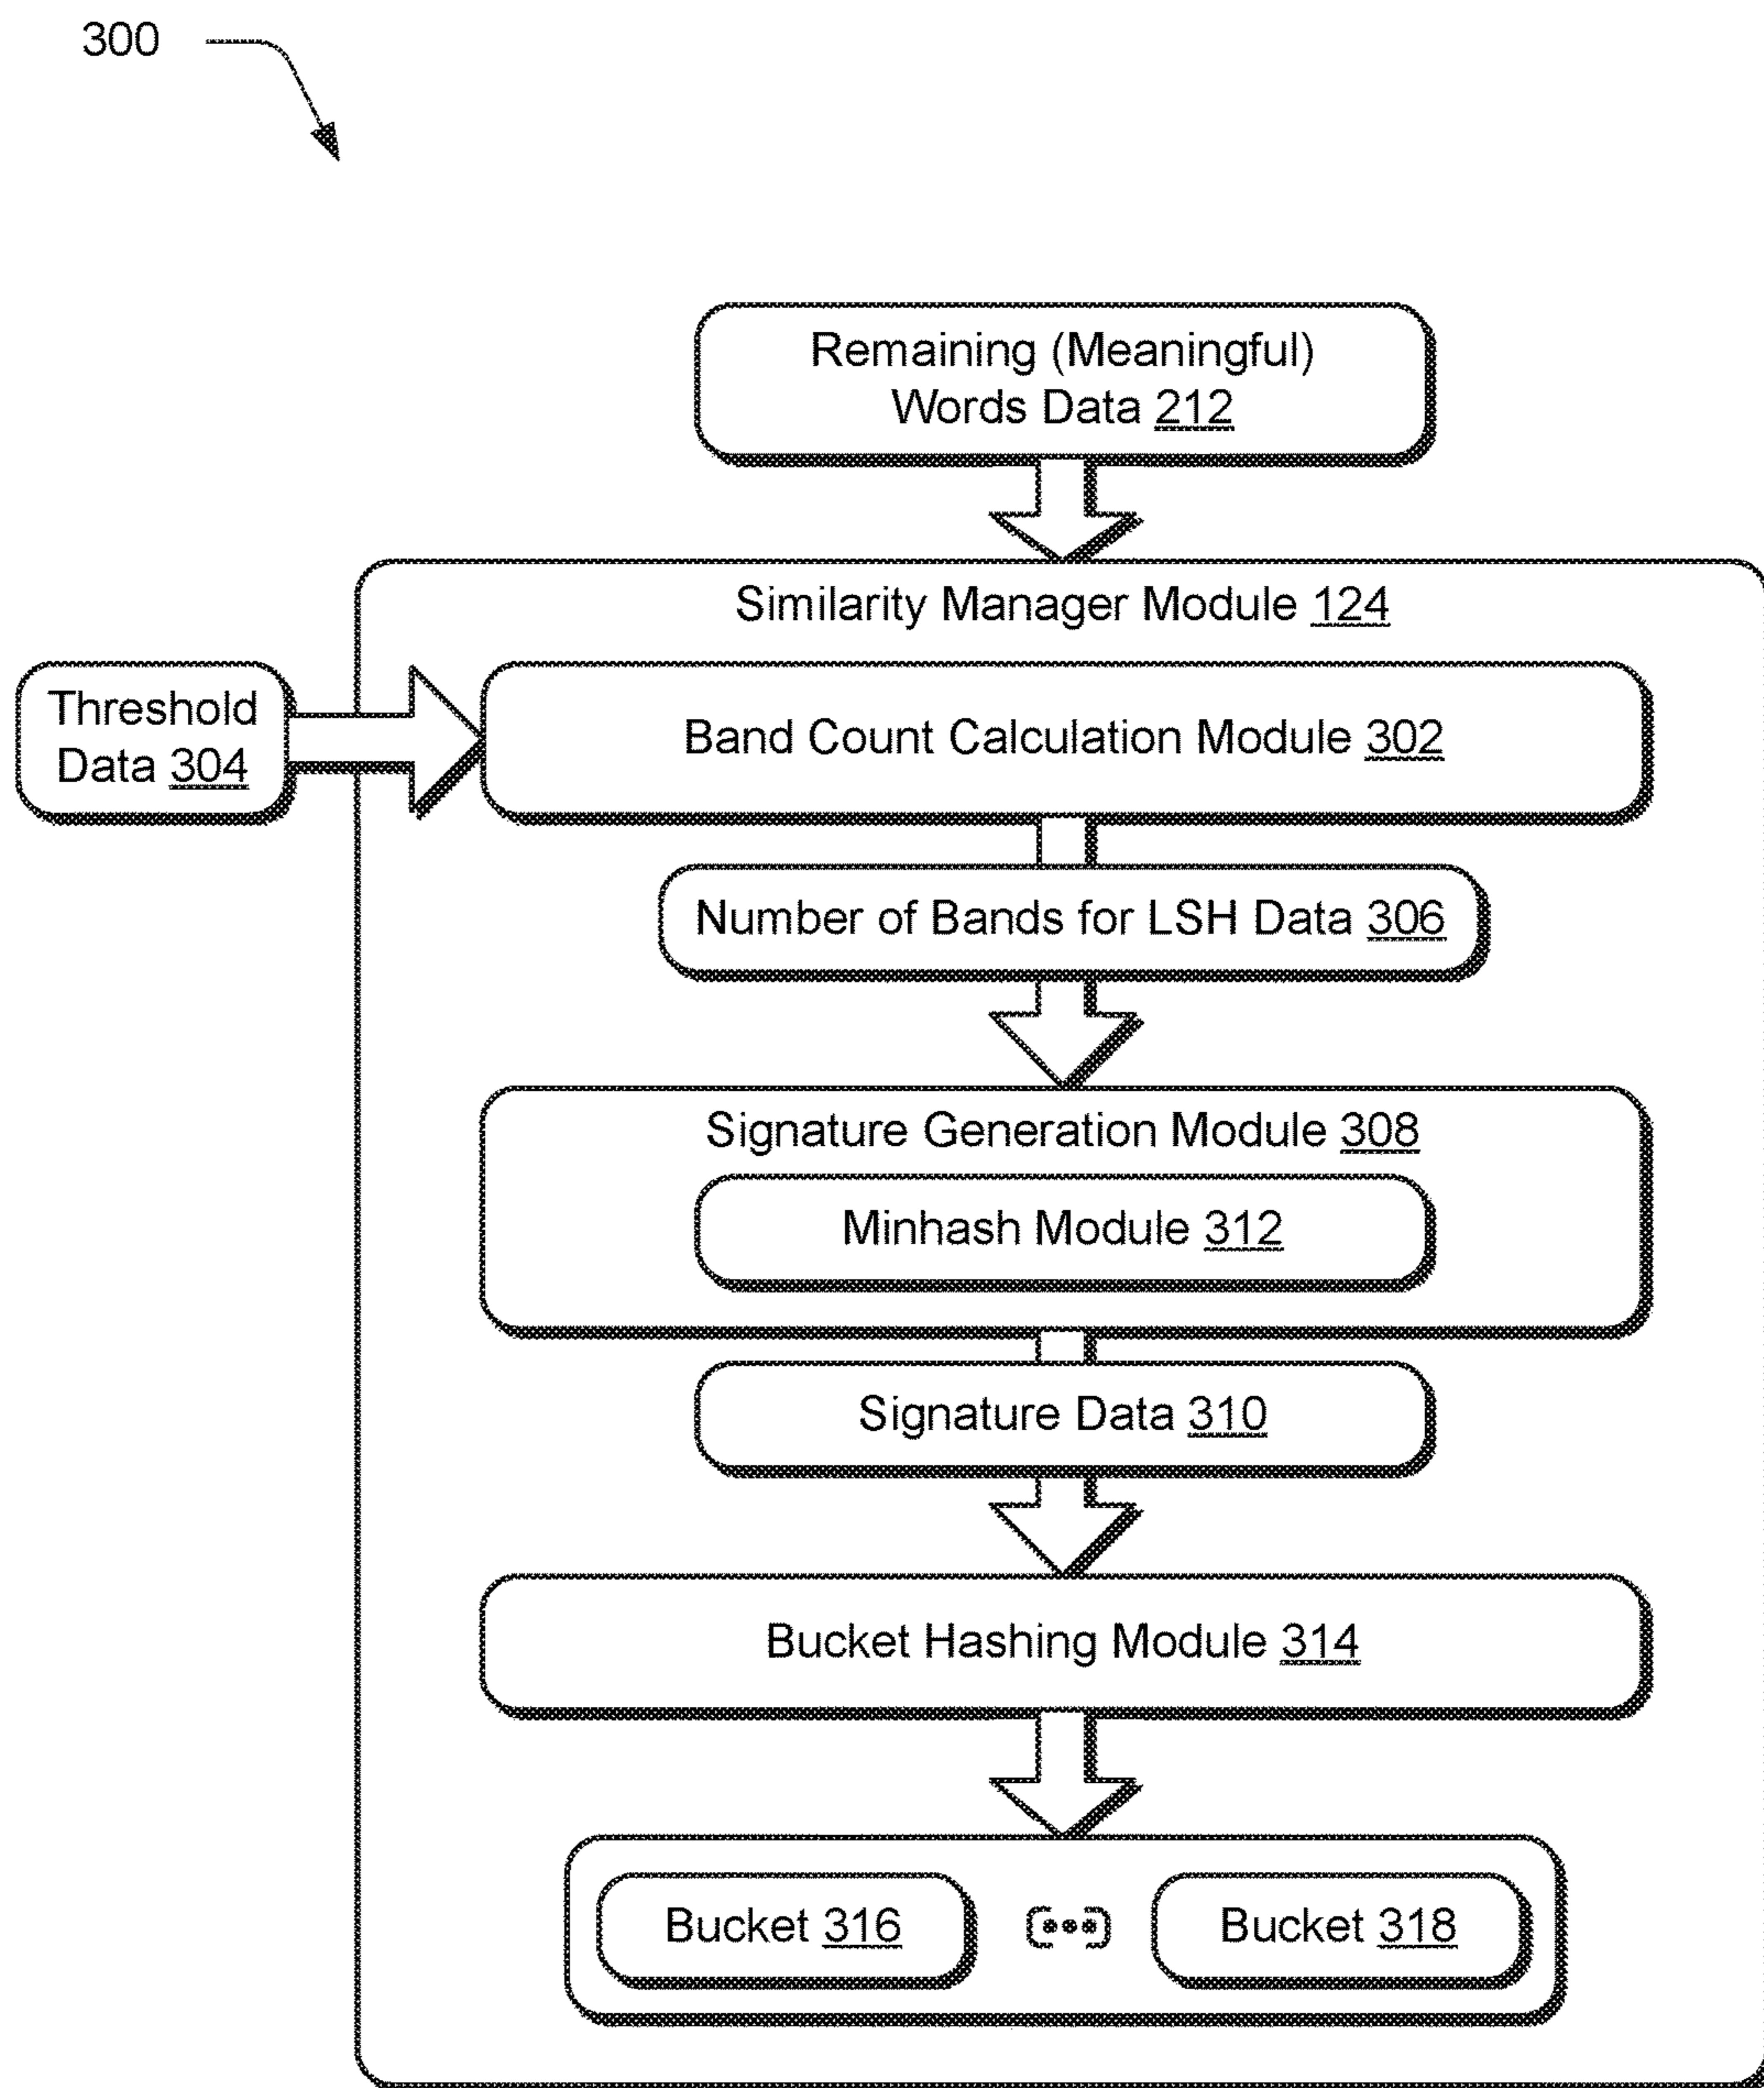 300
Remaining (Meaningful)
Words Data 212
Similarity Manager Module 124
Threshold
Data 304
Band Count Calculation Module 302
Number of Bands for LSH Data 306
Signature Generation Module 308
Minhash Module 312
Signature Data 310
Bucket Hashing Module 314
Bucket 316
Bucket 318